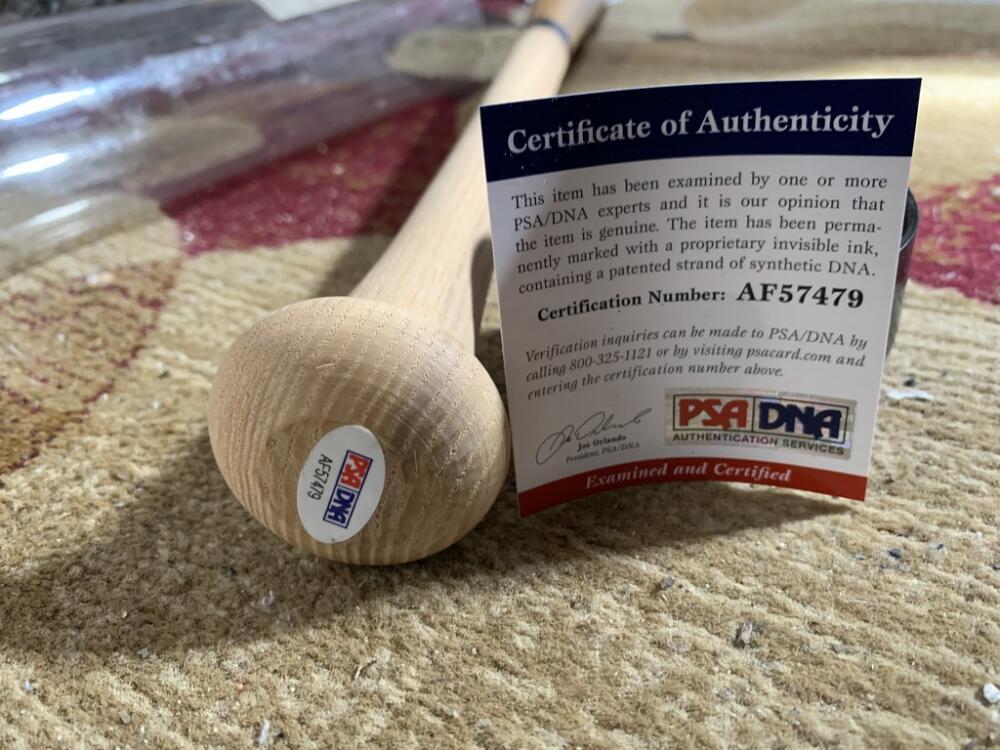 Certificate of Authenticity
This item has been examined by one or more
PSA/DNA experts and it is our opinion that
the item is genuine. The item has been perma-
nently marked with a proprietary invisible ink,
containing a patented strand of synthetic DNA.
Certification Number: AF57479
Verification inquiries can be made to PSA/DNA by
calling 800-325-1121 or by visiting psacard.com and
entering the certification number above.
Joe Orlando
President, PSA/DNA
PSA DNA
AUTHENTICATION SERVICES
Examined and Certified
PSA DNA
AF57479